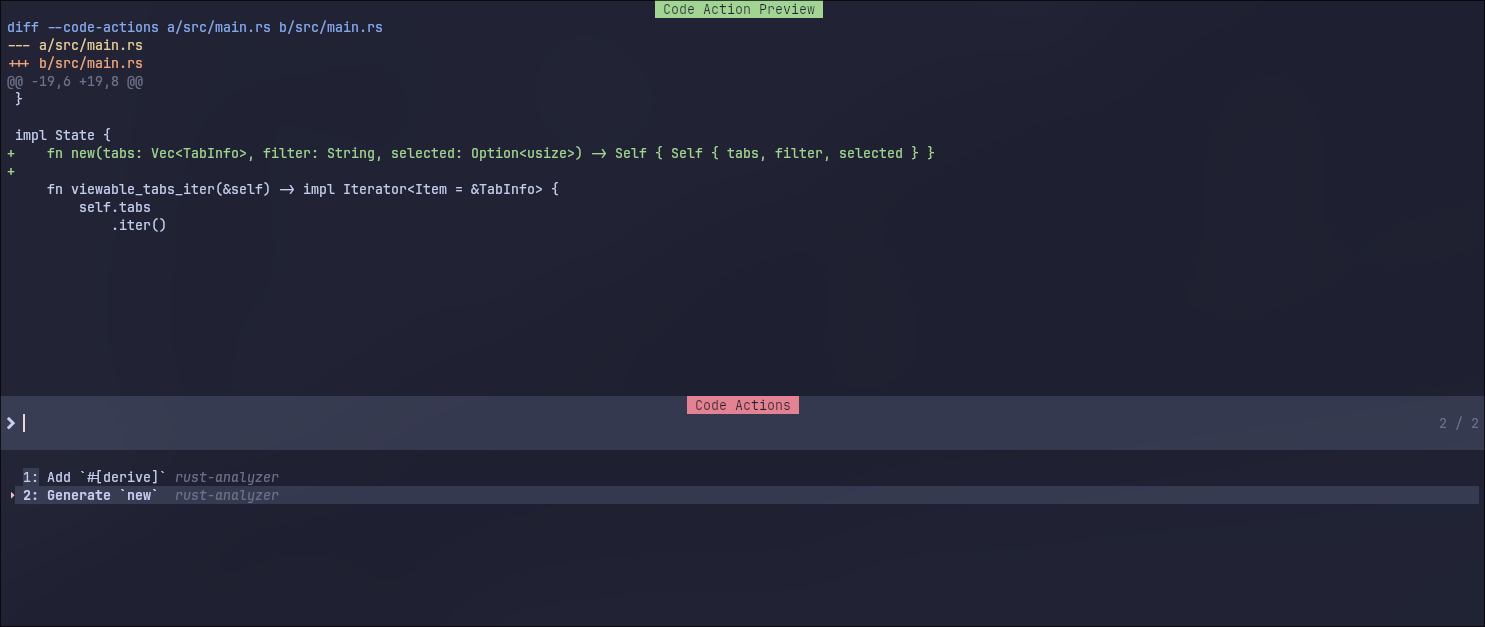 Code Action Preview
diff --code-actions a/src/main.rs b/src/main.rs
--- a/src/main.rs
+++ b/src/main.rs
@@ -19,6 +19,8 @@
 }

 impl State {
+    fn new(tabs: Vec<TabInfo>, filter: String, selected: Option<usize>) -> Self { Self { tabs, filter, selected } }
+
     fn viewable_tabs_iter(&self) -> impl Iterator<Item = &TabInfo> {
         self.tabs
             .iter()
Code Actions
2 / 2
1: Add `#[derive]` rust-analyzer
2: Generate `new` rust-analyzer